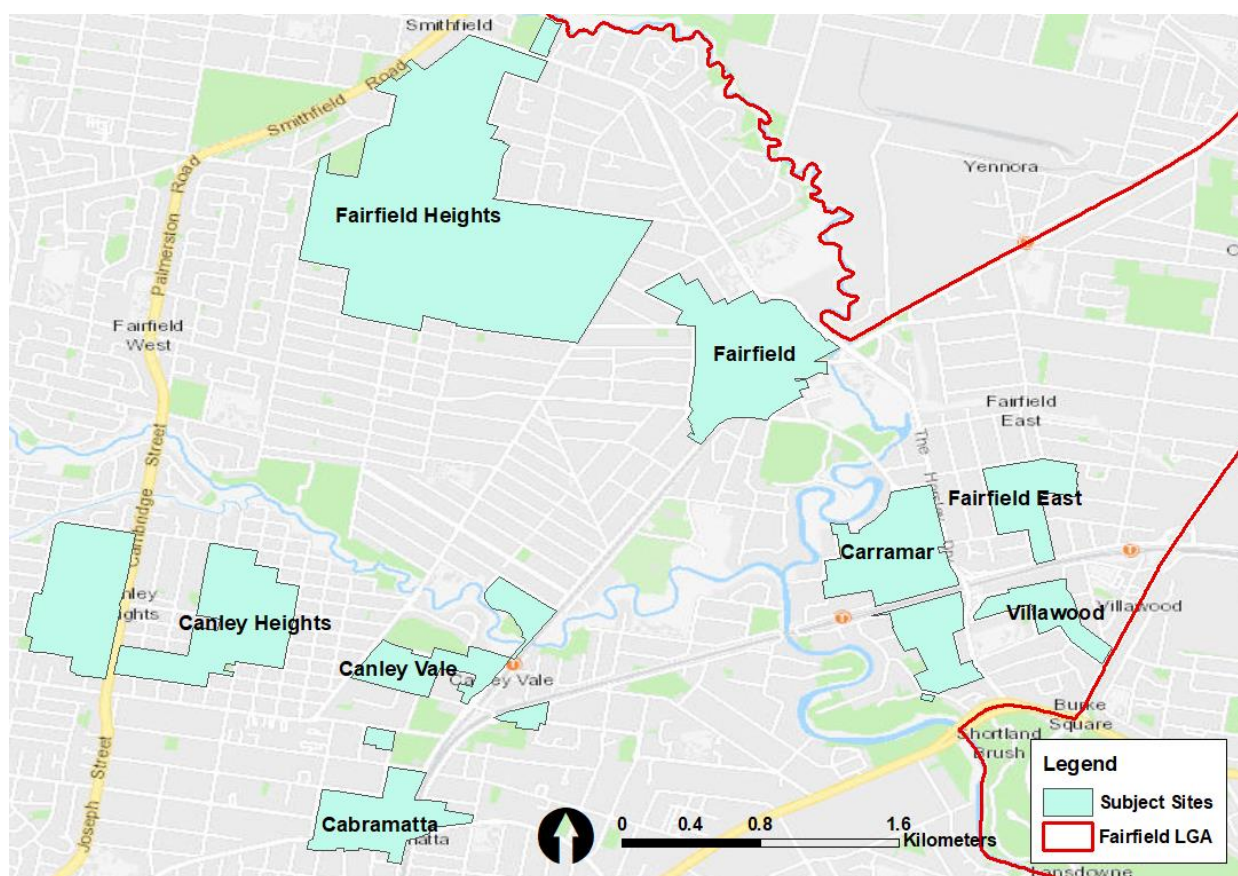 Smithfield
Smithfield Road
Palmerston Road
Yennora
Fairfield Heights
Fairfield
West
Fairfield
Fairfield
East
The
Fairfield East
Cambridge Street
Carramar
Villawood
Villawood
Canley Heights
Canley Vale
Vale
Burke
Square
Shortland
Brush
Joseph Street
Cabramatta
0 0.4 0.8 1.6
Kilometers
Legend
Subject Sites
Fairfield LGA
Lansdowne